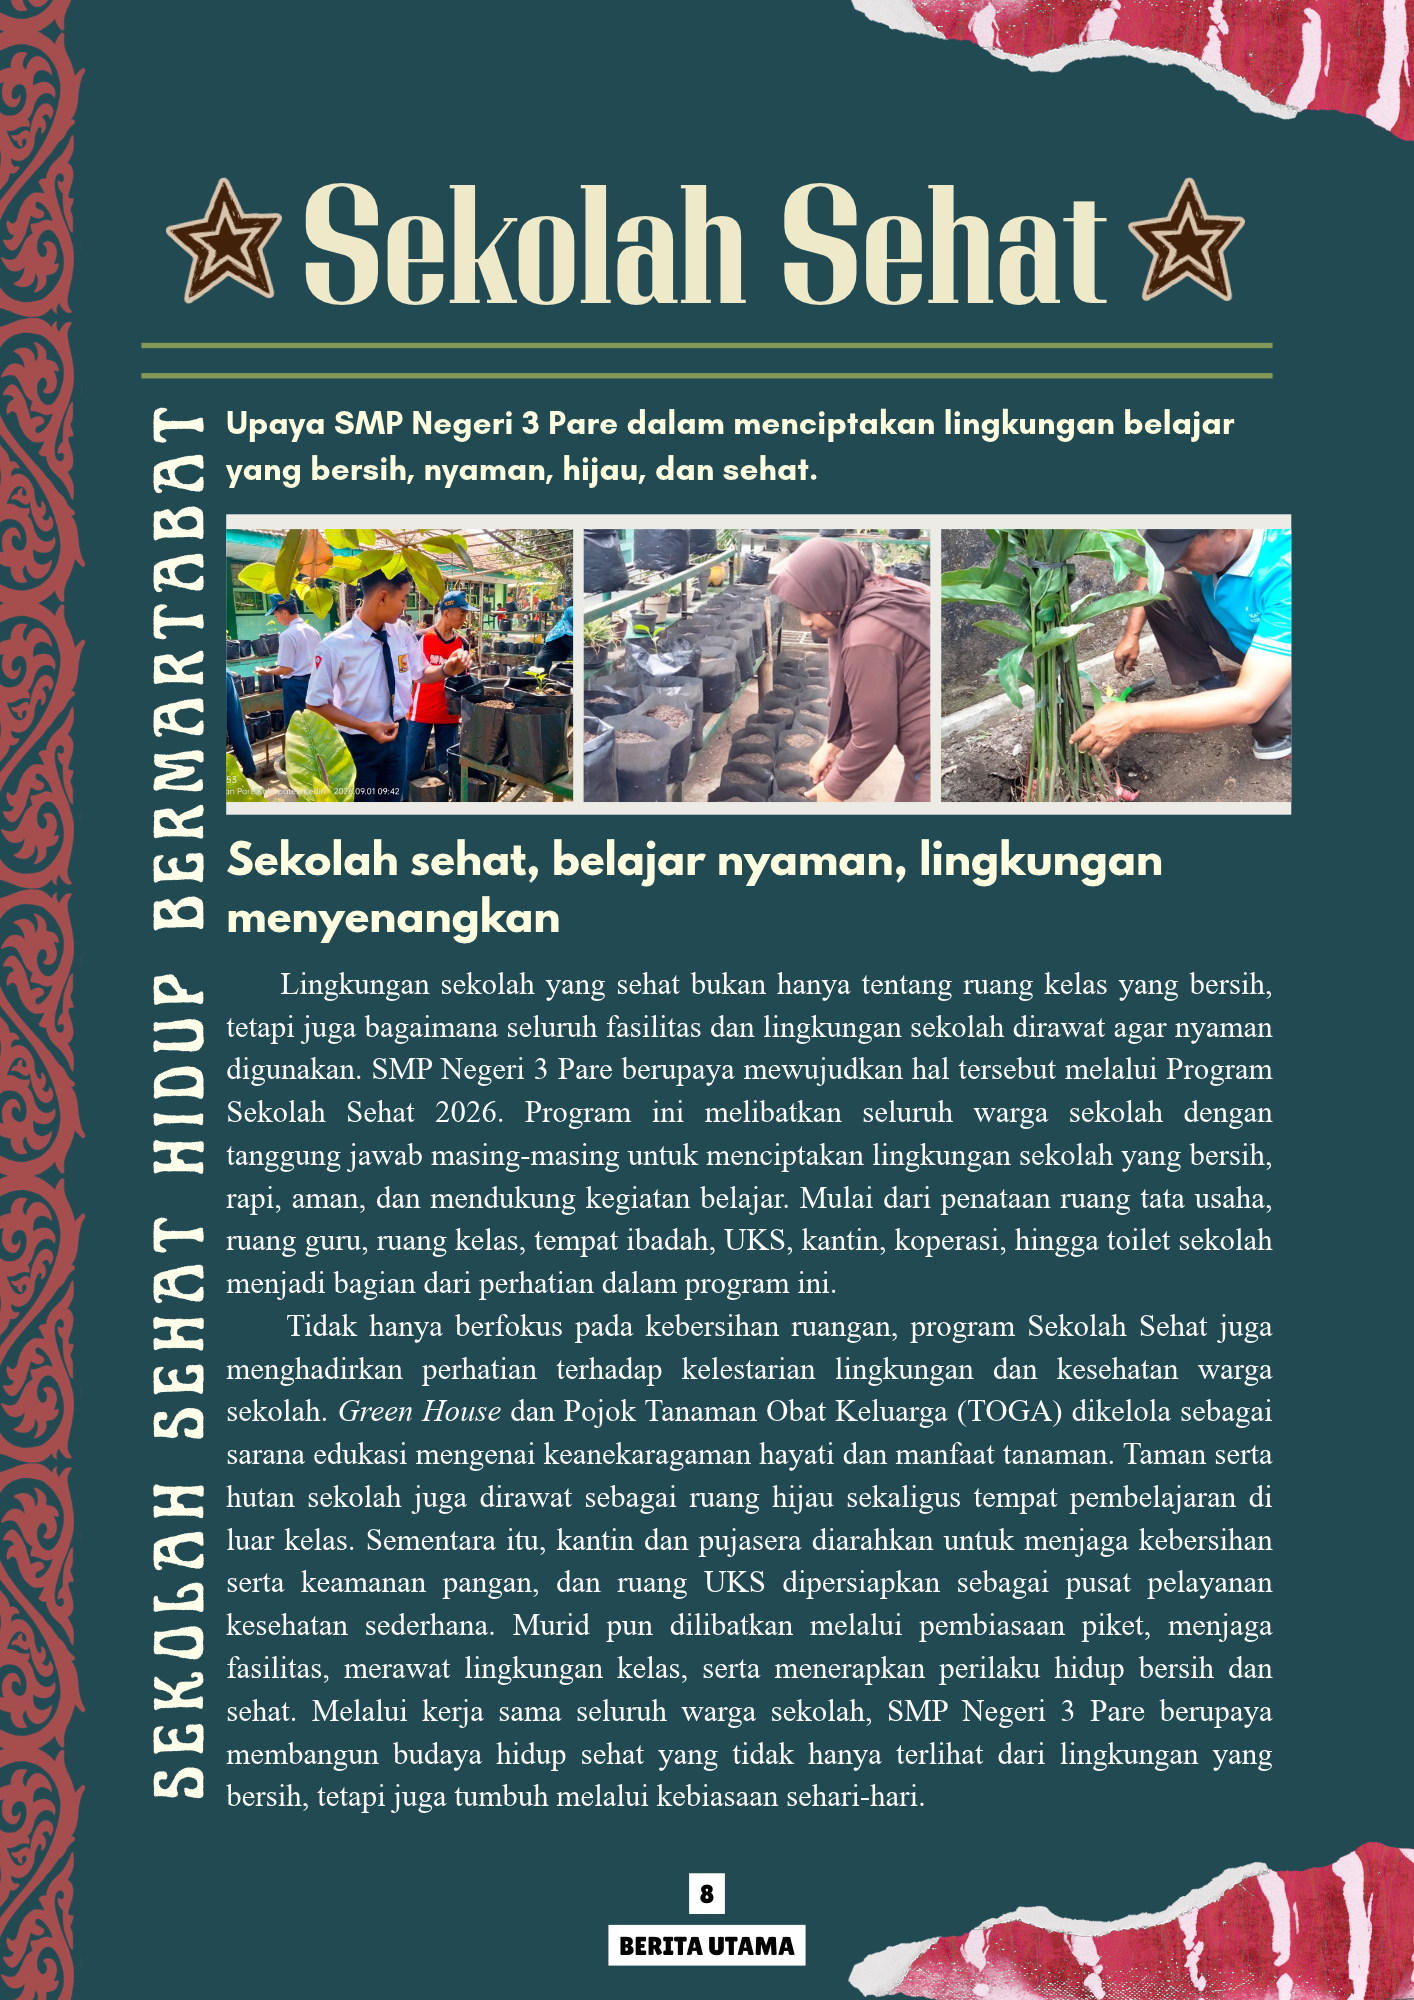 Sekolah Sehat
SEKOLAH SEHAT HIDUP BERMARTABAT
Upaya SMP Negeri 3 Pare dalam menciptakan lingkungan belajar
yang bersih, nyaman, hijau, dan sehat.
09.01 09:42
Sekolah sehat, belajar nyaman, lingkungan
menyenangkan
Lingkungan sekolah yang sehat bukan hanya tentang ruang kelas yang bersih,
tetapi juga bagaimana seluruh fasilitas dan lingkungan sekolah dirawat agar nyaman
digunakan. SMP Negeri 3 Pare berupaya mewujudkan hal tersebut melalui Program
Sekolah Sehat 2026. Program ini melibatkan seluruh warga sekolah dengan
tanggung jawab masing-masing untuk menciptakan lingkungan sekolah yang bersih,
rapi, aman, dan mendukung kegiatan belajar. Mulai dari penataan ruang tata usaha,
ruang guru, ruang kelas, tempat ibadah, UKS, kantin, koperasi, hingga toilet sekolah
menjadi bagian dari perhatian dalam program ini.
Tidak hanya berfokus pada kebersihan ruangan, program Sekolah Sehat juga
menghadirkan perhatian terhadap kelestarian lingkungan dan kesehatan warga
sekolah. Green House dan Pojok Tanaman Obat Keluarga (TOGA) dikelola sebagai
sarana edukasi mengenai keanekaragaman hayati dan manfaat tanaman. Taman serta
hutan sekolah juga dirawat sebagai ruang hijau sekaligus tempat pembelajaran di
luar kelas. Sementara itu, kantin dan pujasera diarahkan untuk menjaga kebersihan
serta keamanan pangan, dan ruang UKS dipersiapkan sebagai pusat pelayanan
kesehatan sederhana. Murid pun dilibatkan melalui pembiasaan piket, menjaga
fasilitas, merawat lingkungan kelas, serta menerapkan perilaku hidup bersih dan
sehat. Melalui kerja sama seluruh warga sekolah, SMP Negeri 3 Pare berupaya
membangun budaya hidup sehat yang tidak hanya terlihat dari lingkungan yang
bersih, tetapi juga tumbuh melalui kebiasaan sehari-hari.
8
BERITA UTAMA